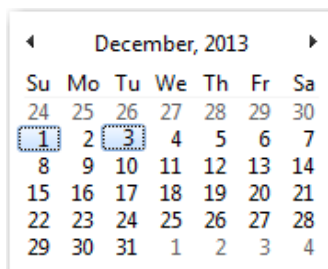 December, 2013
Su Mo Tu We Th Fr Sa
24 25 26 27 28 29 30
1 2 3 4 5 6 7
8 9 10 11 12 13 14
15 16 17 18 19 20 21
22 23 24 25 26 27 28
29 30 31 1 2 3 4